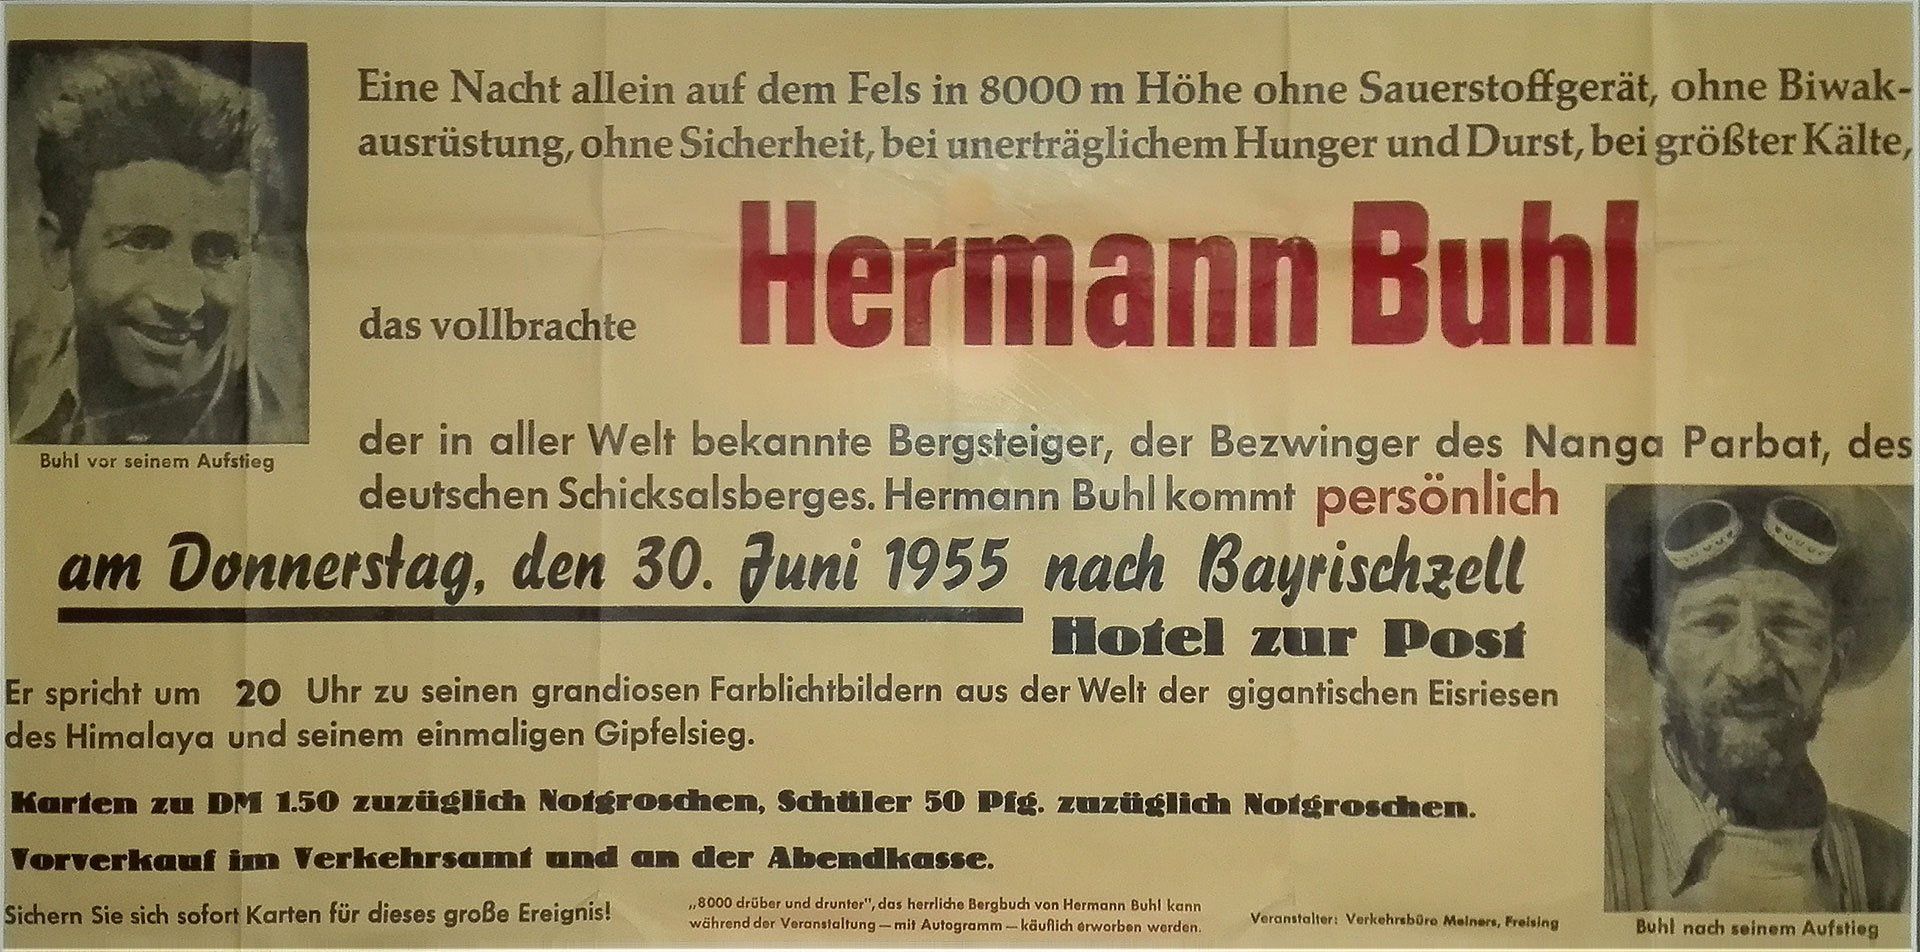 Eine Nacht allein auf dem Fels in 8000 m Höhe ohne Sauerstoffgerät, ohne Biwak-
ausrüstung, ohne Sicherheit, bei unerträglichem Hunger und Durst, bei größter Kälte,
das vollbrachte Hermann Buhl
Buhl vor seinem Aufstieg
der in aller Welt bekannte Bergsteiger, der Bezwinger des Nanga Parbat, des
deutschen Schicksalsberges. Hermann Buhl kommt persönlich
am Donnerstag, den 30. Juni 1955 nach Bayrischzell
Hotel zur Post
Er spricht um 20 Uhr zu seinen grandiosen Farblichtbildern aus der Welt der gigantischen Eisriesen
des Himalaya und seinem einmaligen Gipfelsieg.
Karten zu DM 1.50 zuzüglich Notgroschen, Schüler 50 Pfg. zuzüglich Notgroschen.
Vorverkauf im Verkehrsamt und an der Abendkasse.
Sichern Sie sich sofort Karten für dieses große Ereignis!
„8000 drüber und drunter", das herrliche Bergbuch von Hermann Buhl kann
während der Veranstaltung — mit Autogramm — käuflich erworben werden.
Veranstalter: Verkehrsbüro Meiners, Freising
Buhl nach seinem Aufstieg